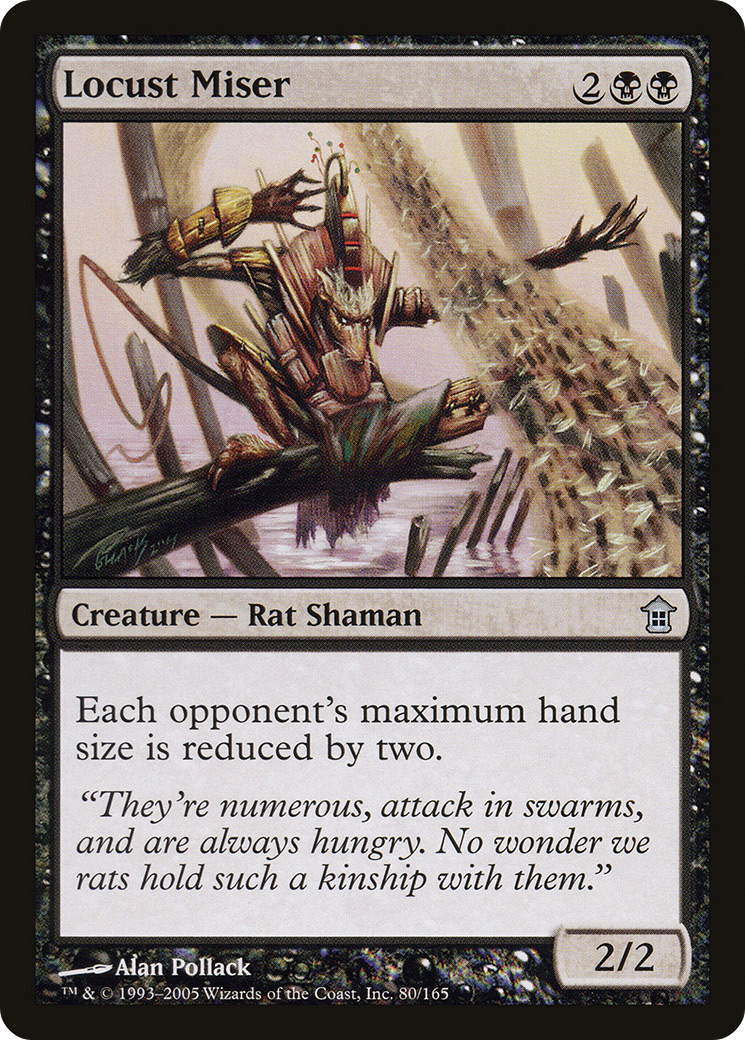 Locust Miser 2
Creature — Rat Shaman
Each opponent's maximum hand
size is reduced by two.
“They're numerous, attack in swarms,
and are always hungry. No wonder we
rats hold such a kinship with them.”
2/2
Alan Pollack
™ & © 1993–2005 Wizards of the Coast, Inc. 80/165